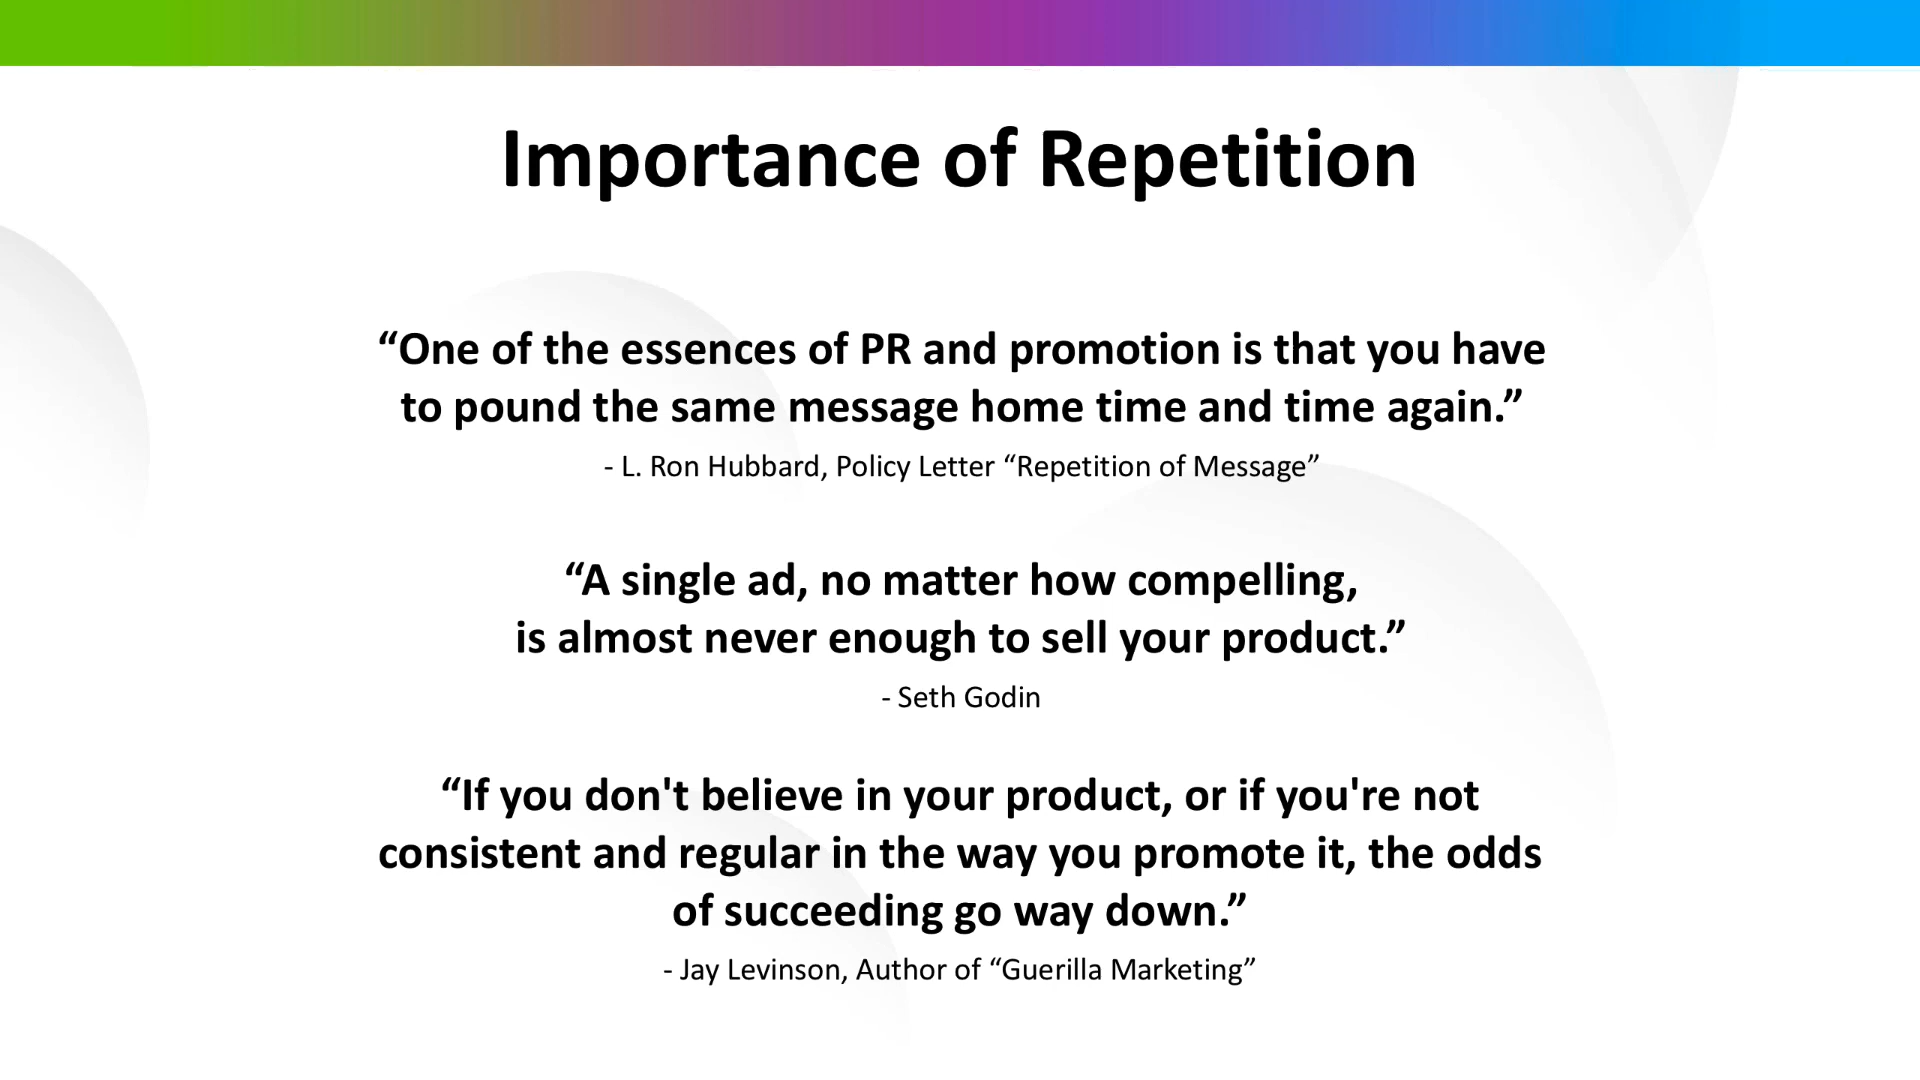 Importance of Repetition
“One of the essences of PR and promotion is that you have
to pound the same message home time and time again.”
- L. Ron Hubbard, Policy Letter “Repetition of Message”
“A single ad, no matter how compelling,
is almost never enough to sell your product.”
- Seth Godin
“If you don't believe in your product, or if you're not
consistent and regular in the way you promote it, the odds
of succeeding go way down.”
- Jay Levinson, Author of “Guerilla Marketing”